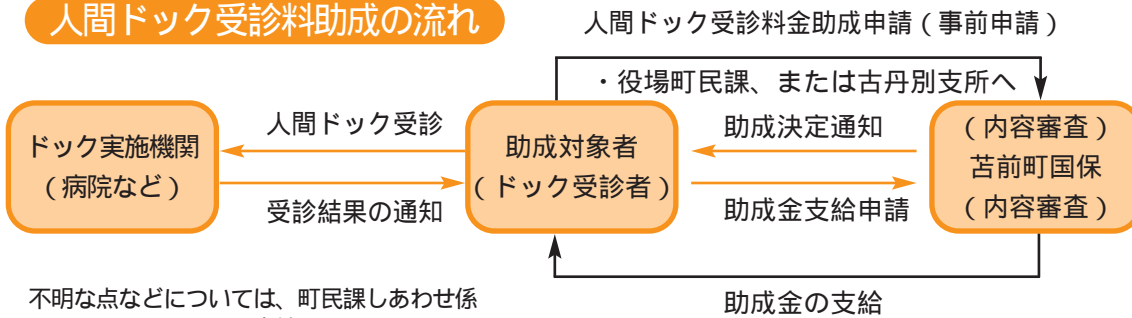 人間ドック受診料助成の流れ
人間ドック受診料金助成申請(事前申請)
・役場町民課、または古丹別支所へ
ドック実施機関
(病院など)
人間ドック受診
受診結果の通知
助成対象者
(ドック受診者)
助成決定通知
助成金支給申請
(内容審査)
苫前町国保
(内容審査)
助成金の支給
不明な点などについては、町民課しあわせ係